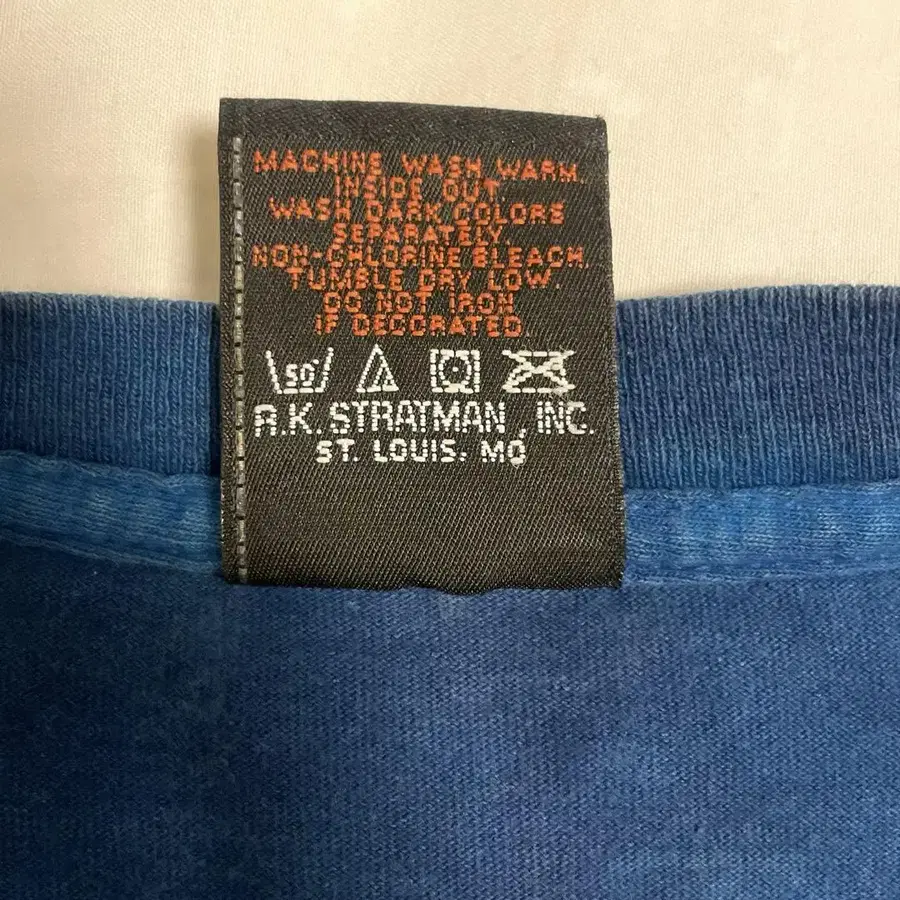 MACHINE WASH WARM.
INSIDE OUT
WASH DARK COLORS
SEPARATELY
NON-CHLORINE BLEACH.
TUMBLE DRY LOW.
DO NOT IRON
IF DECORATED
50
R.K. STRATMAN, INC.
ST. LOUIS, MO